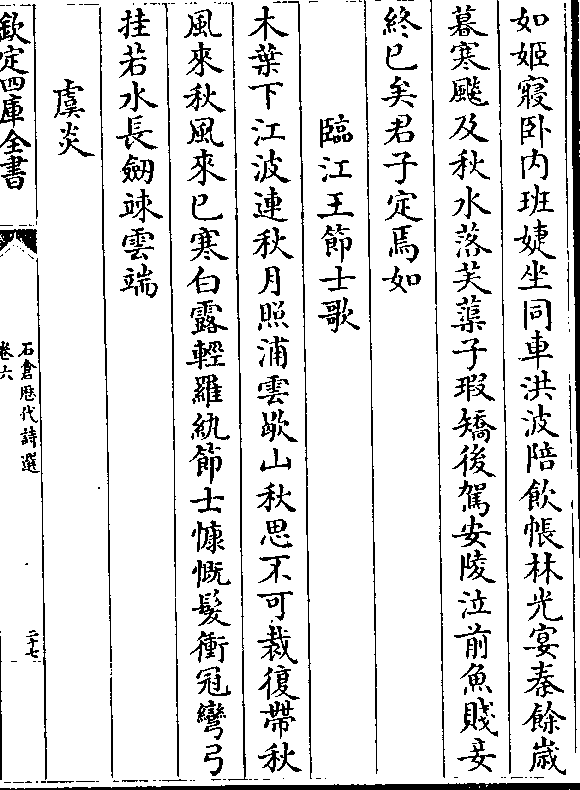 如姬寢卧内班婕坐同車洪波陪飲帳林光宴秦餘歳
暮寒飈及秋水落芙蕖子瑕矯後駕安陵泣前魚賤妾
終已矣君子定焉如
臨江王節士歌
木葉下江波連秋月照浦雲歇山秋思不可裁復帶秋
風來秋風來已寒白露輕羅紈節士慷慨髮衝冠彎弓
挂若水長劒竦雲端
虞炎
欽定四庫全書
石倉歴代詩選
卷六
二十七